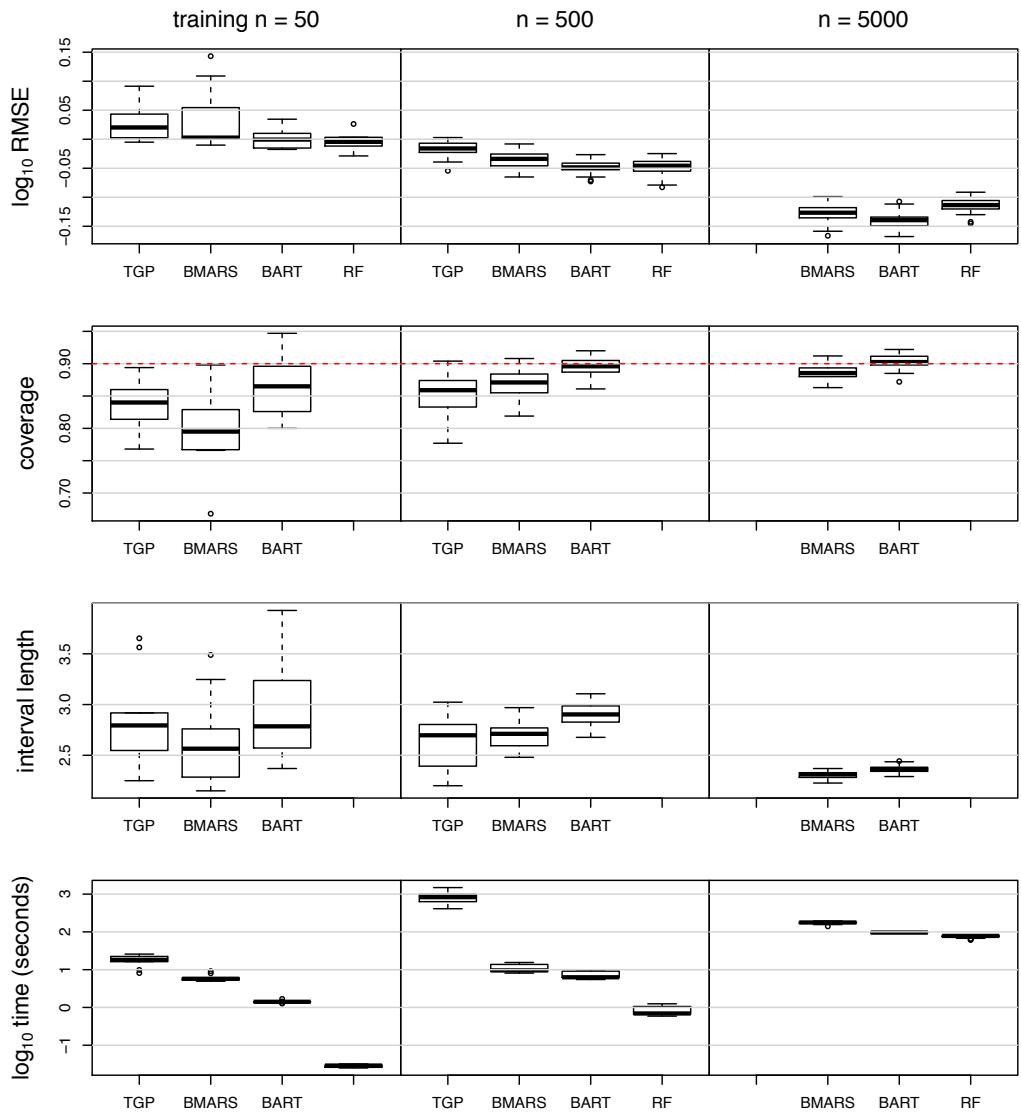 training n = 50
n = 500
n = 5000
log₁₀ RMSE
0.15
0.05
−0.05
−0.15
TGP BMARS BART RF
TGP BMARS BART RF
BMARS BART RF
coverage
0.90
0.80
0.70
TGP BMARS BART
TGP BMARS BART
BMARS BART
interval length
3.5
3.0
2.5
TGP BMARS BART
TGP BMARS BART
BMARS BART
log₁₀ time (seconds)
3
2
1
0
−1
TGP BMARS BART
TGP BMARS BART RF
BMARS BART RF